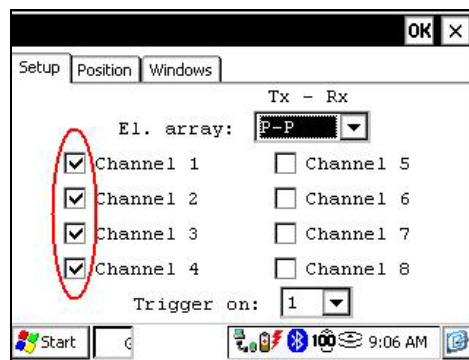 OK ×
Setup Position Windows
Tx - Rx
El. array: P-P
Channel 1 Channel 5
Channel 2 Channel 6
Channel 3 Channel 7
Channel 4 Channel 8
Trigger on: 1
Start 100 9:06 AM